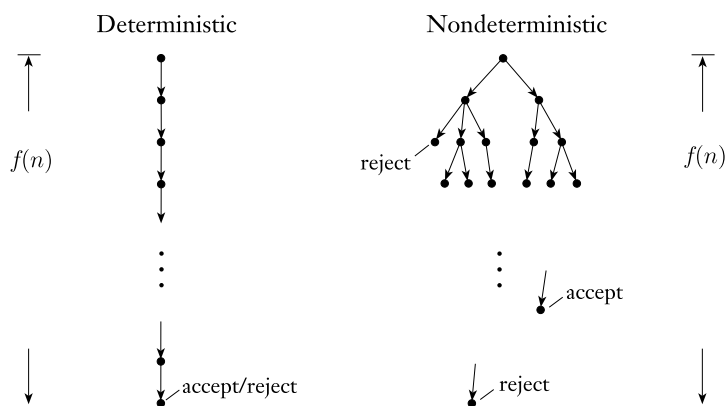 Deterministic
Nondeterministic
f(n)
reject
f(n)
accept
accept/reject
reject